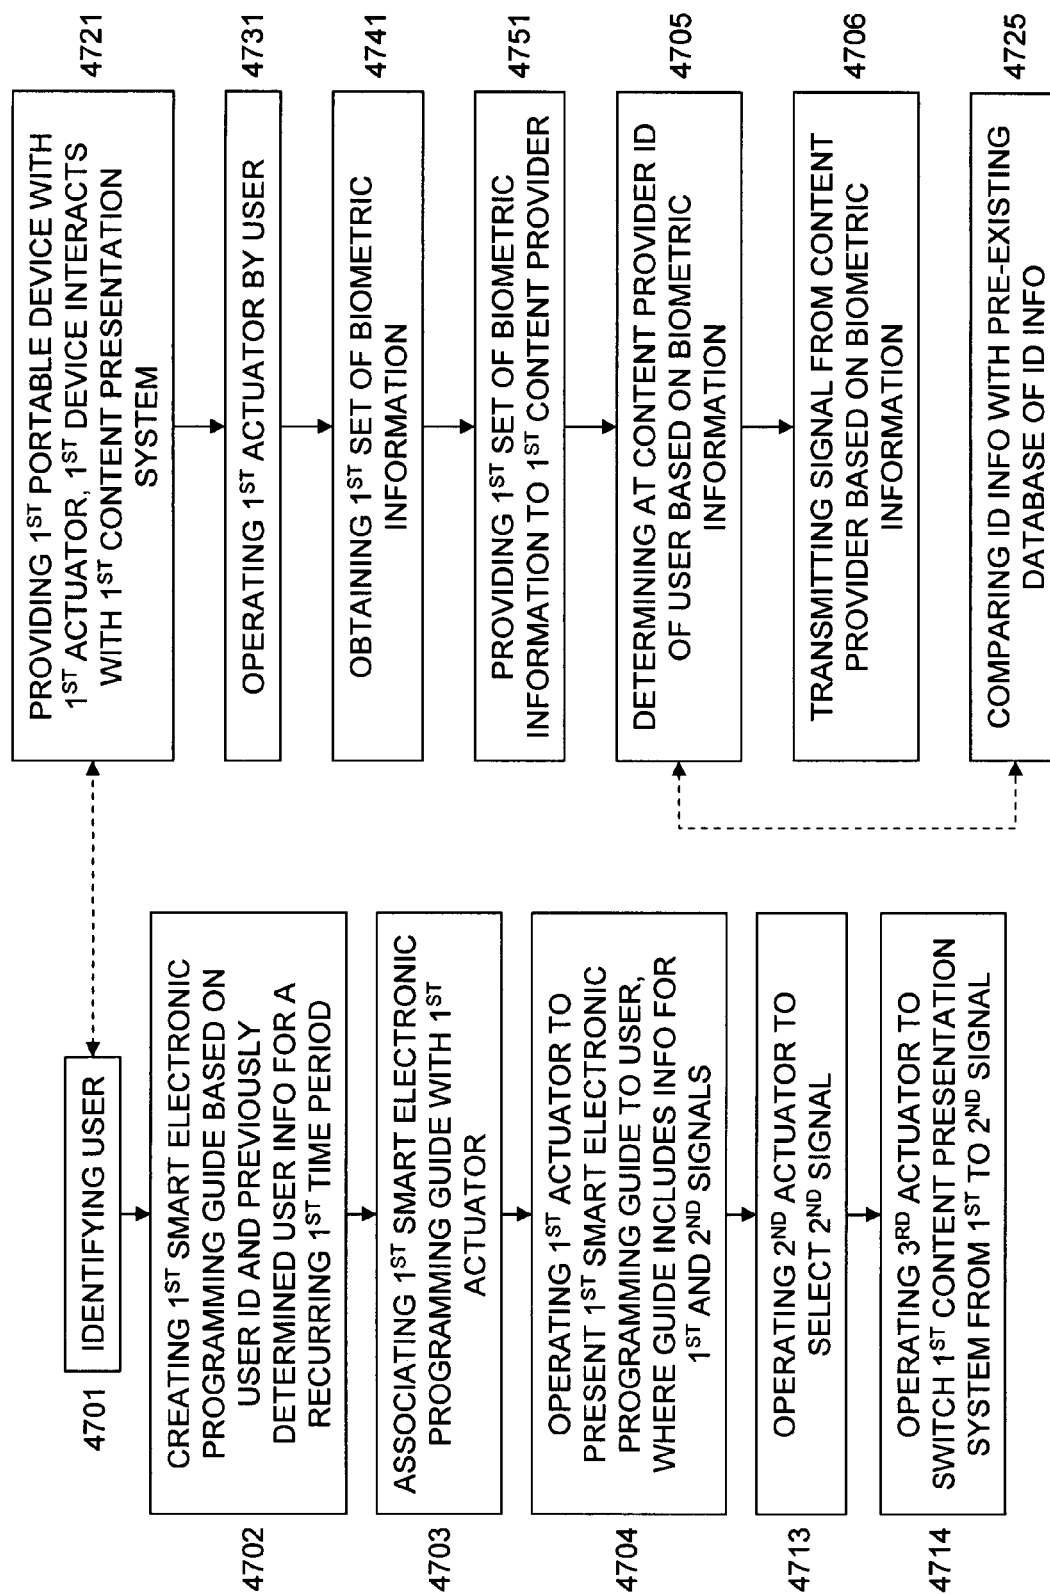 4701
IDENTIFYING USER
4702
CREATING 1ST SMART ELECTRONIC
PROGRAMMING GUIDE BASED ON
USER ID AND PREVIOUSLY
DETERMINED USER INFO FOR A
RECURRING 1ST TIME PERIOD
4703
ASSOCIATING 1ST SMART ELECTRONIC
PROGRAMMING GUIDE WITH 1ST
ACTUATOR
4704
OPERATING 1ST ACTUATOR TO
PRESENT 1ST SMART ELECTRONIC
PROGRAMMING GUIDE TO USER,
WHERE GUIDE INCLUDES INFO FOR
1ST AND 2ND SIGNALS
4713
OPERATING 2ND ACTUATOR TO
SELECT 2ND SIGNAL
4714
OPERATING 3RD ACTUATOR TO
SWITCH 1ST CONTENT PRESENTATION
SYSTEM FROM 1ST TO 2ND SIGNAL
PROVIDING 1ST PORTABLE DEVICE WITH
1ST ACTUATOR, 1ST DEVICE INTERACTS
WITH 1ST CONTENT PRESENTATION
SYSTEM
4721
OPERATING 1ST ACTUATOR BY USER
4731
OBTAINING 1ST SET OF BIOMETRIC
INFORMATION
4741
PROVIDING 1ST SET OF BIOMETRIC
INFORMATION TO 1ST CONTENT PROVIDER
4751
DETERMINING AT CONTENT PROVIDER ID
OF USER BASED ON BIOMETRIC
INFORMATION
4705
TRANSMITTING SIGNAL FROM CONTENT
PROVIDER BASED ON BIOMETRIC
INFORMATION
4706
COMPARING ID INFO WITH PRE-EXISTING
DATABASE OF ID INFO
4725